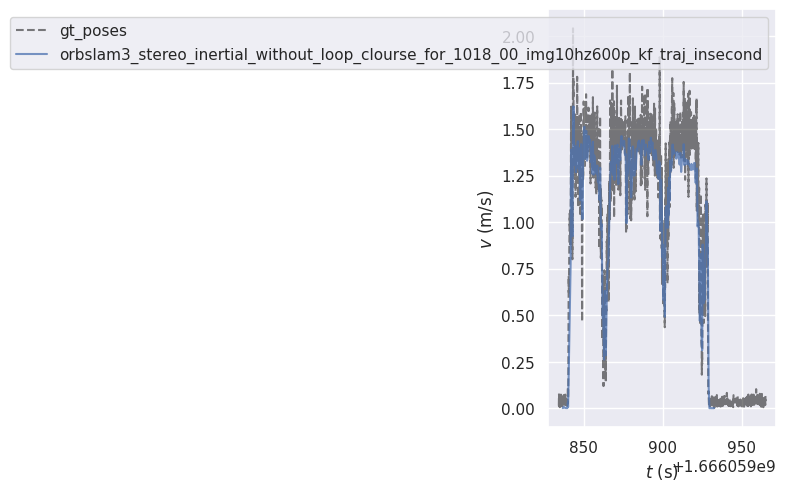 gt_poses
orbslam3_stereo_inertial_without_loop_clourse_for_1018_00_img10hz600p_kf_traj_insecond
2.00
1.75
1.50
1.25
1.00
0.75
0.50
0.25
0.00
v (m/s)
850 900 950
t (s)
+1.666059e9